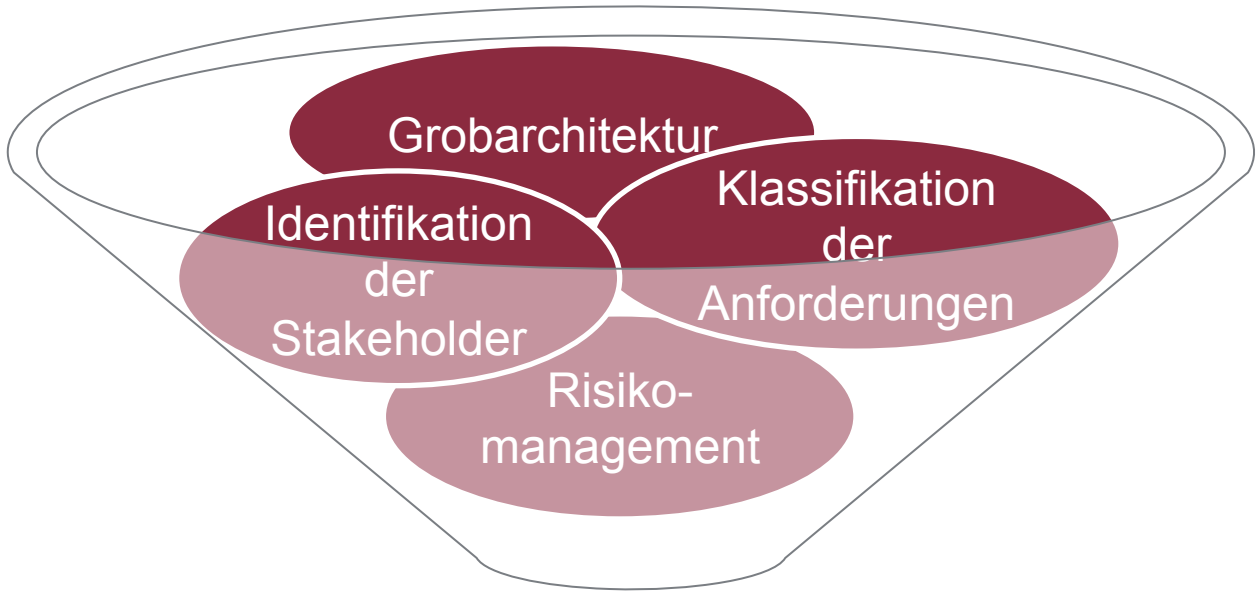 Grobarchitektur
Klassifikation
der
Anforderungen
Identifikation
der
Stakeholder
Risiko-
management